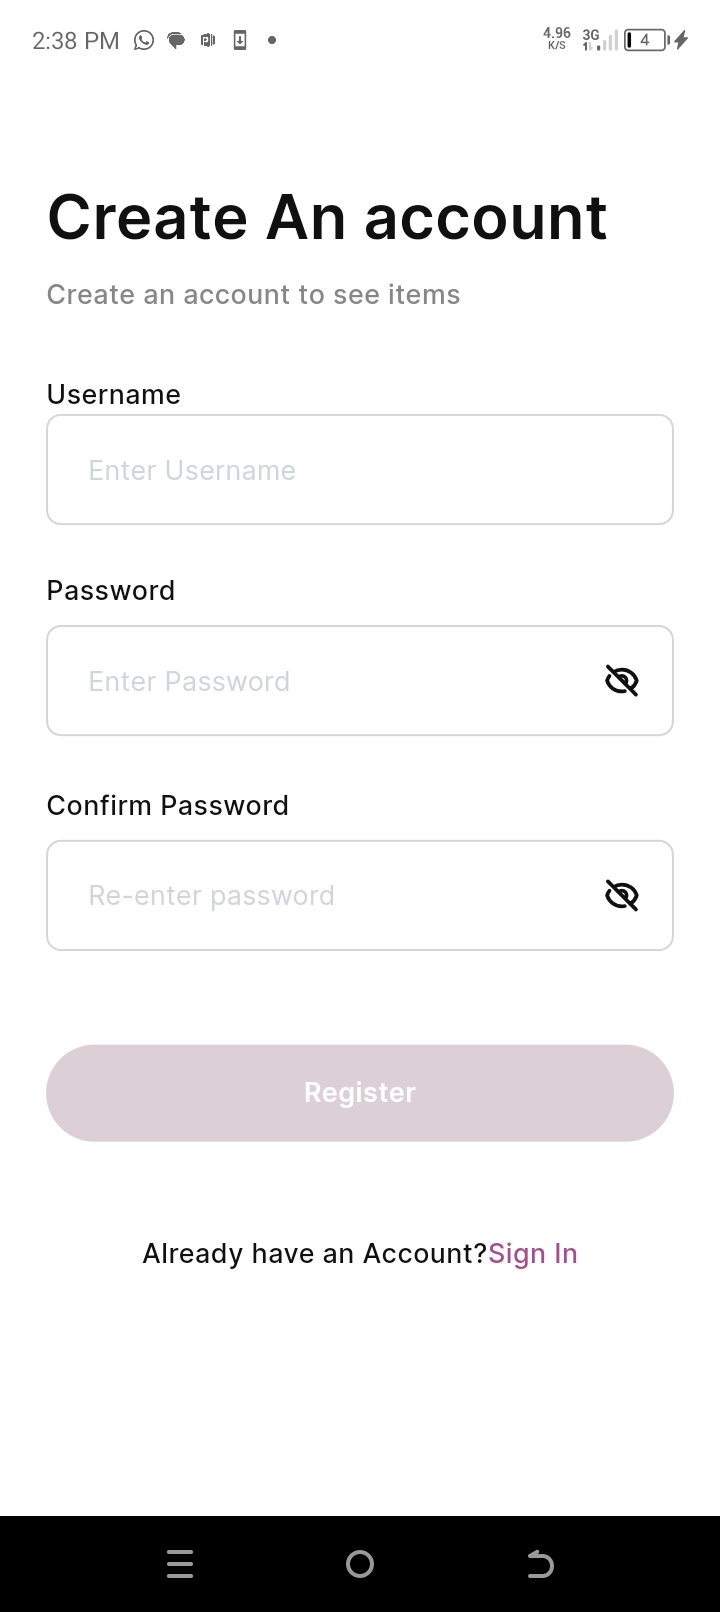 2:38 PM
4.96
K/S
3G
4
Create An account
Create an account to see items
Username
Enter Username
Password
Enter Password
Confirm Password
Re-enter password
Register
Already have an Account?Sign In